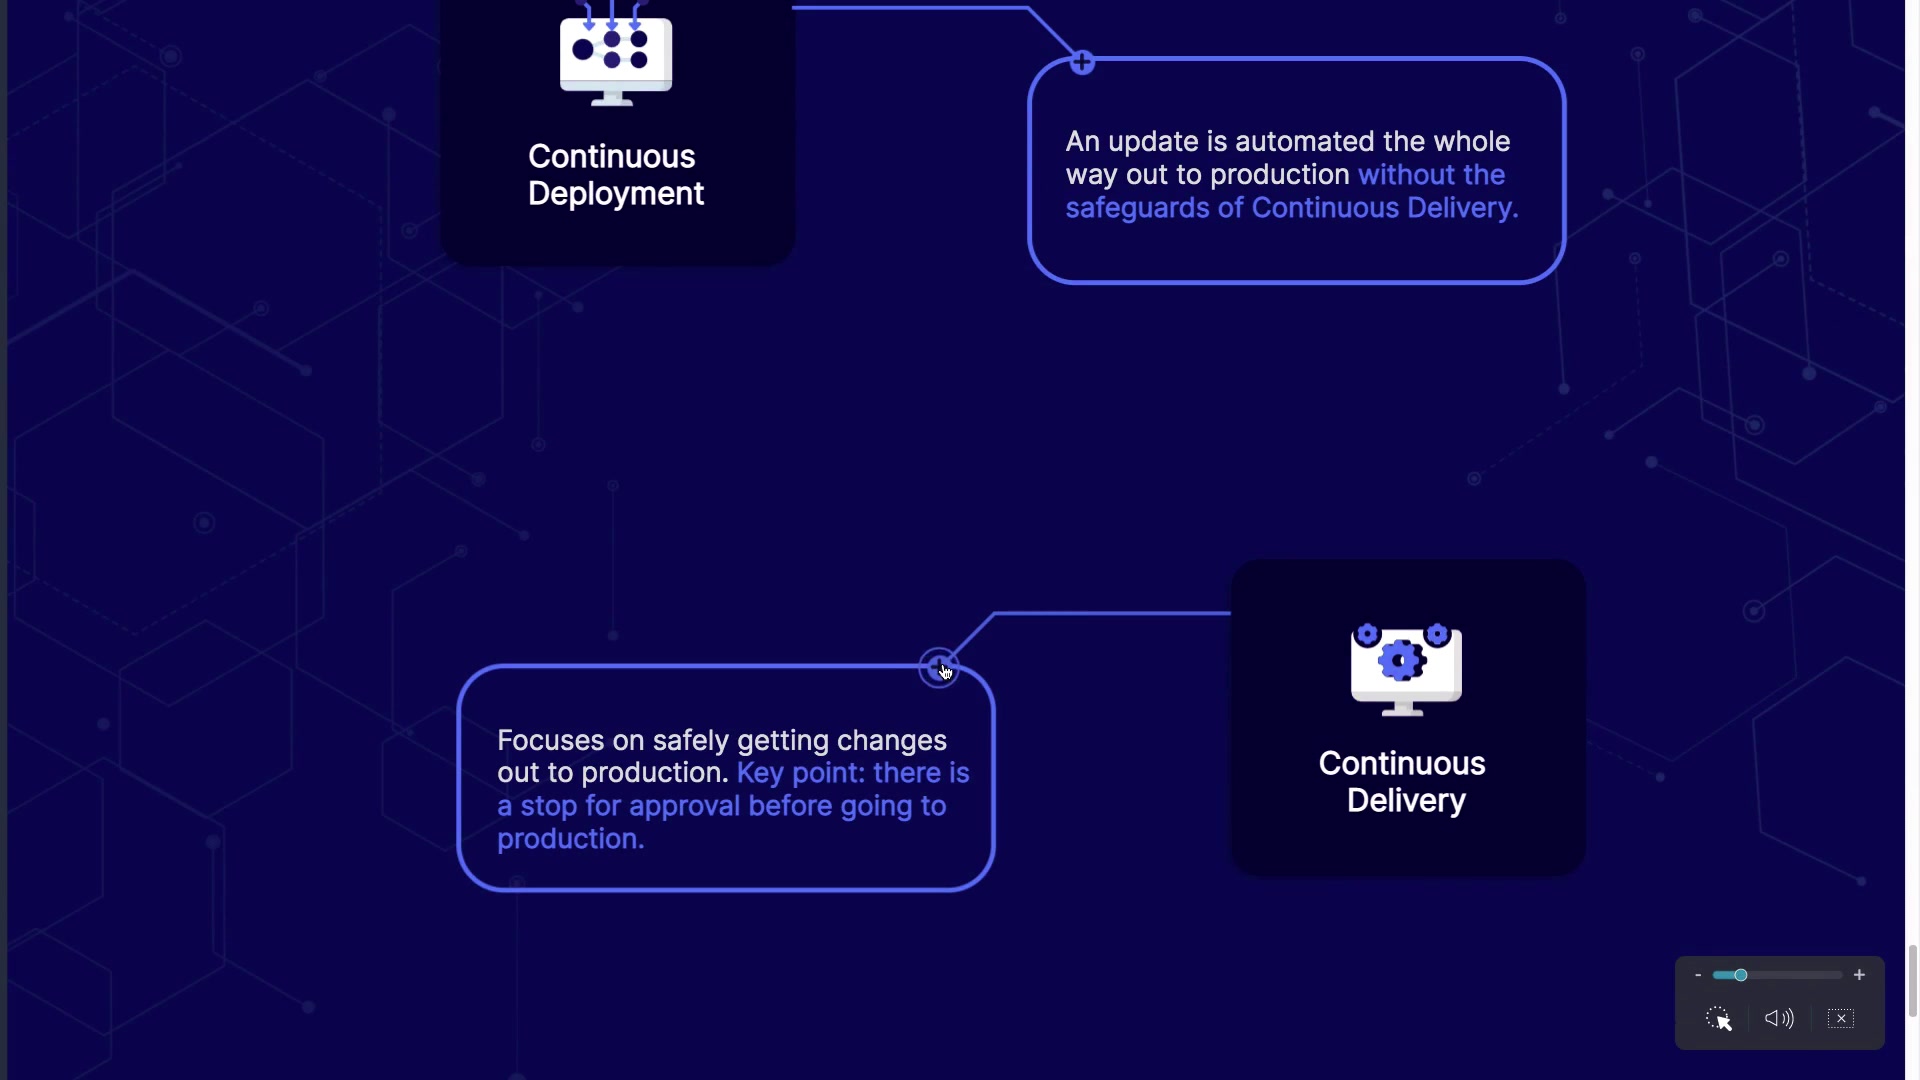 Continuous
Deployment
An update is automated the whole
way out to production without the
safeguards of Continuous Delivery.
Focuses on safely getting changes
out to production. Key point: there is
a stop for approval before going to
production.
Continuous
Delivery
- +